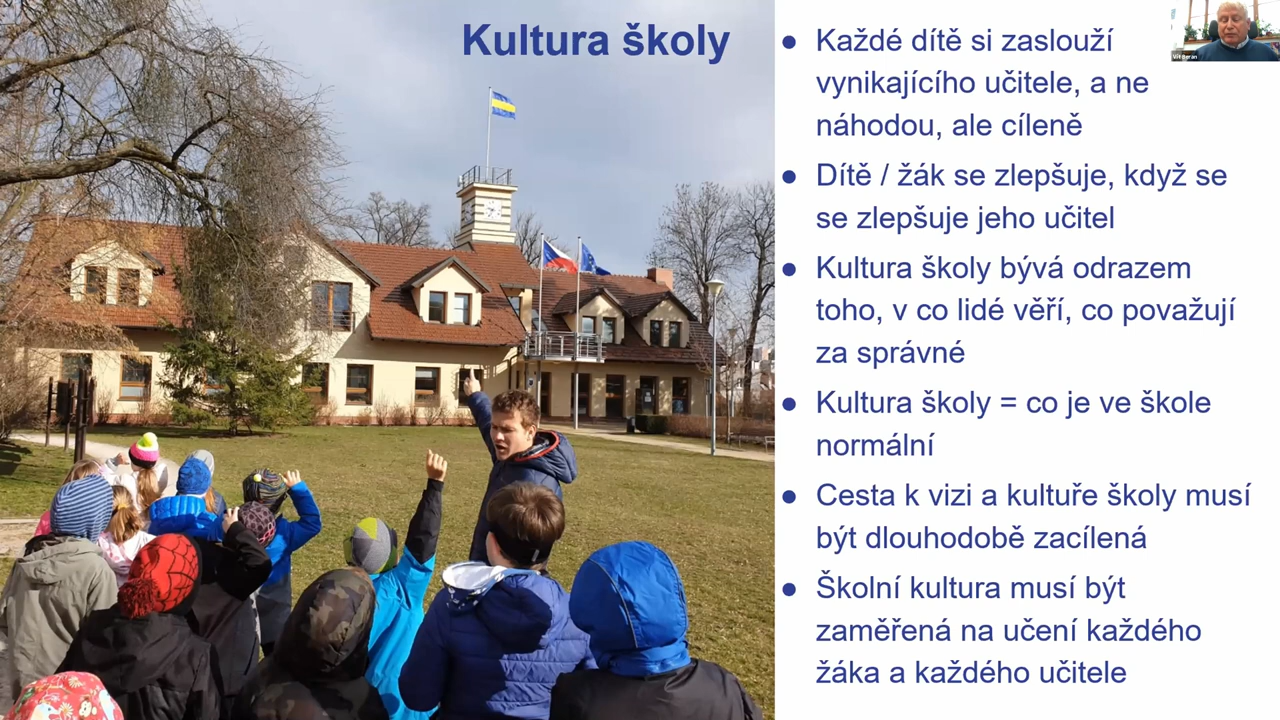 Kultura školy
● Každé dítě si zaslouží
vynikajícího učitele, a ne
náhodou, ale cíleně
● Dítě / žák se zlepšuje, když se
se zlepšuje jeho učitel
● Kultura školy bývá odrazem
toho, v co lidé věří, co považují
za správné
● Kultura školy = co je ve škole
normální
● Cesta k vizi a kultuře školy musí
být dlouhodobě zacílená
● Školní kultura musí být
zaměřená na učení každého
žáka a každého učitele
Vít Beran